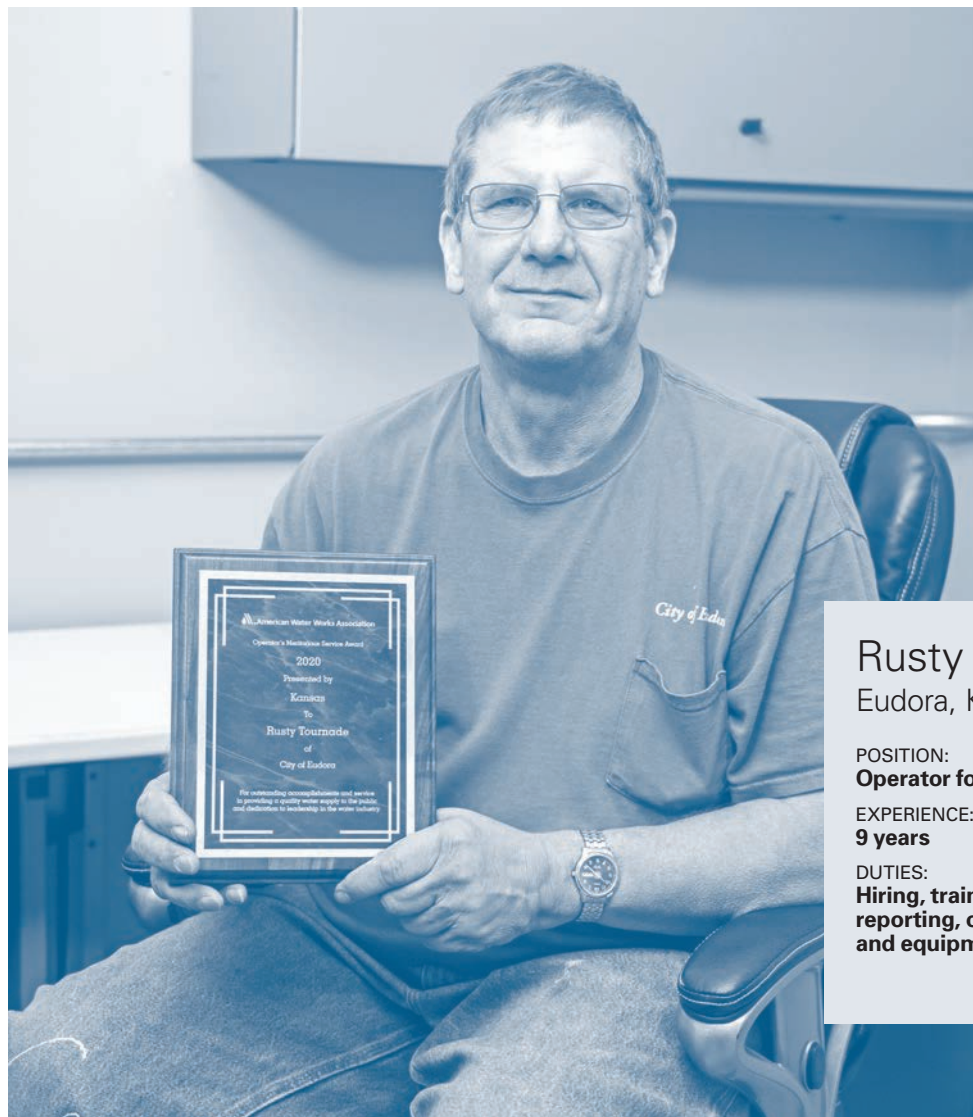 American Water Works Association
Operator's Meritorious Service Award
2020
Presented by
Kansas
To
Rusty Tournade
of
City of Eudora
For outstanding accomplishments and service
in providing a quality water supply to the public
and dedication to leadership in the water industry
City of
Rusty
Eudora, K
POSITION:
Operator fo
EXPERIENCE:
9 years
DUTIES:
Hiring, train
reporting, c
and equipm